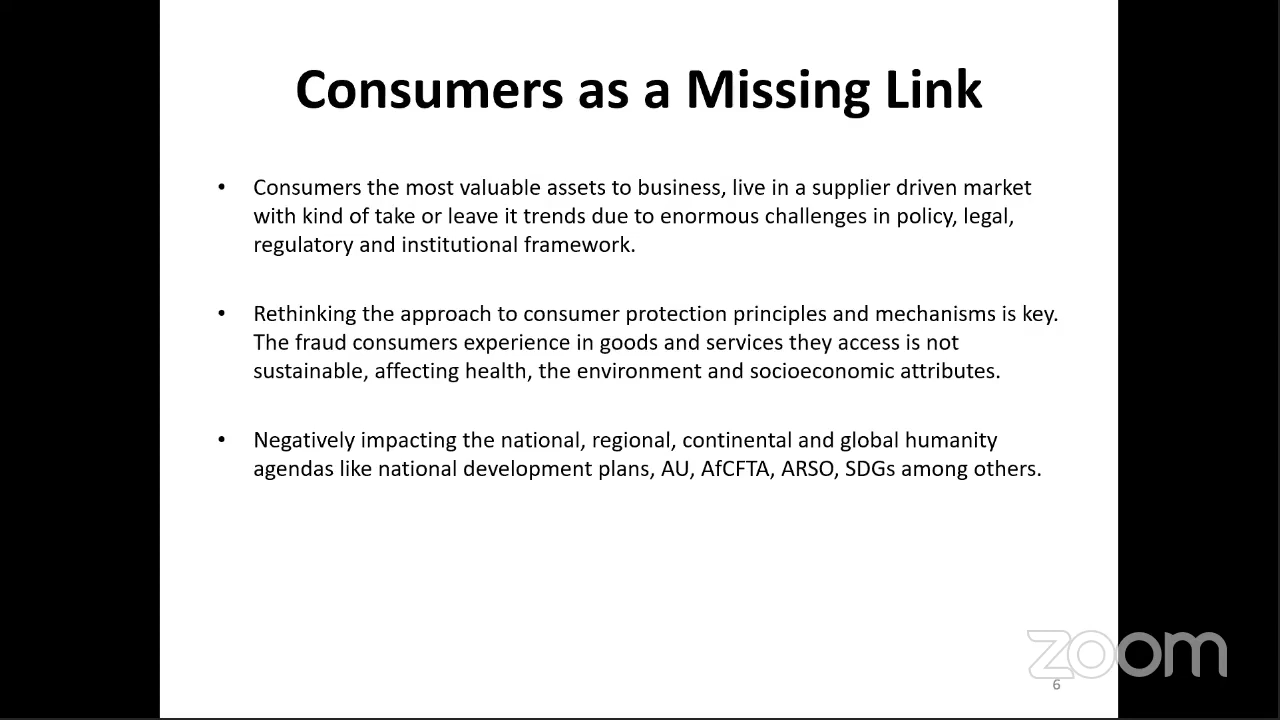 Consumers as a Missing Link
• Consumers the most valuable assets to business, live in a supplier driven market
with kind of take or leave it trends due to enormous challenges in policy, legal,
regulatory and institutional framework.
• Rethinking the approach to consumer protection principles and mechanisms is key.
The fraud consumers experience in goods and services they access is not
sustainable, affecting health, the environment and socioeconomic attributes.
• Negatively impacting the national, regional, continental and global humanity
agendas like national development plans, AU, AfCFTA, ARSO, SDGs among others.
zoom
6